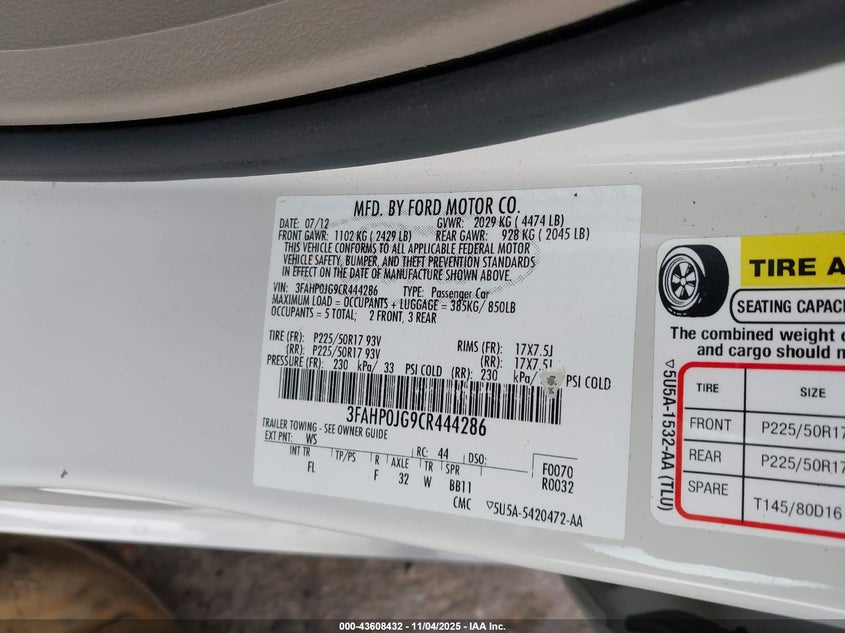 MFD. BY FORD MOTOR CO.
DATE: 07/12 GVWR: 2029 KG ( 4474 LB)
FRONT GAWR: 1102 KG ( 2429 LB) REAR GAWR: 928 KG ( 2045 LB)
THIS VEHICLE CONFORMS TO ALL APPLICABLE FEDERAL MOTOR
VEHICLE SAFETY, BUMPER, AND THEFT PREVENTION STANDARDS
IN EFFECT ON THE DATE OF MANUFACTURE SHOWN ABOVE.
VIN: 3FAHP0JG9CR444286 TYPE: Passenger Car
MAXIMUM LOAD = OCCUPANTS + LUGGAGE = 385KG/ 850LB
OCCUPANTS = 5 TOTAL; 2 FRONT, 3 REAR
TIRE (FR): P225/50R17 93V RIMS (FR): 17X7.5J
(RR): P225/50R17 93V (RR): 17X7.5J
PRESSURE (FR): 230 kPa/ 33 PSI COLD (RR): 230 kPa/ PSI COLD
3FAHP0JG9CR444286
TRAILER TOWING - SEE OWNER GUIDE
EXT PNT: WS RC: 44 DSO:
INT TR TP/PS R AXLE TR SPR F0070
FL F 32 W BB11 R0032
CMC ▽5U5A-5420472-AA
TIRE A
SEATING CAPAC
The combined weight o
and cargo should n
TIRE SIZE
FRONT P225/50R17
REAR P225/50R17
SPARE T145/80D16
▽5U5A-1532-AA (TLU)
000-43608432 - 11/04/2025 - IAA Inc.